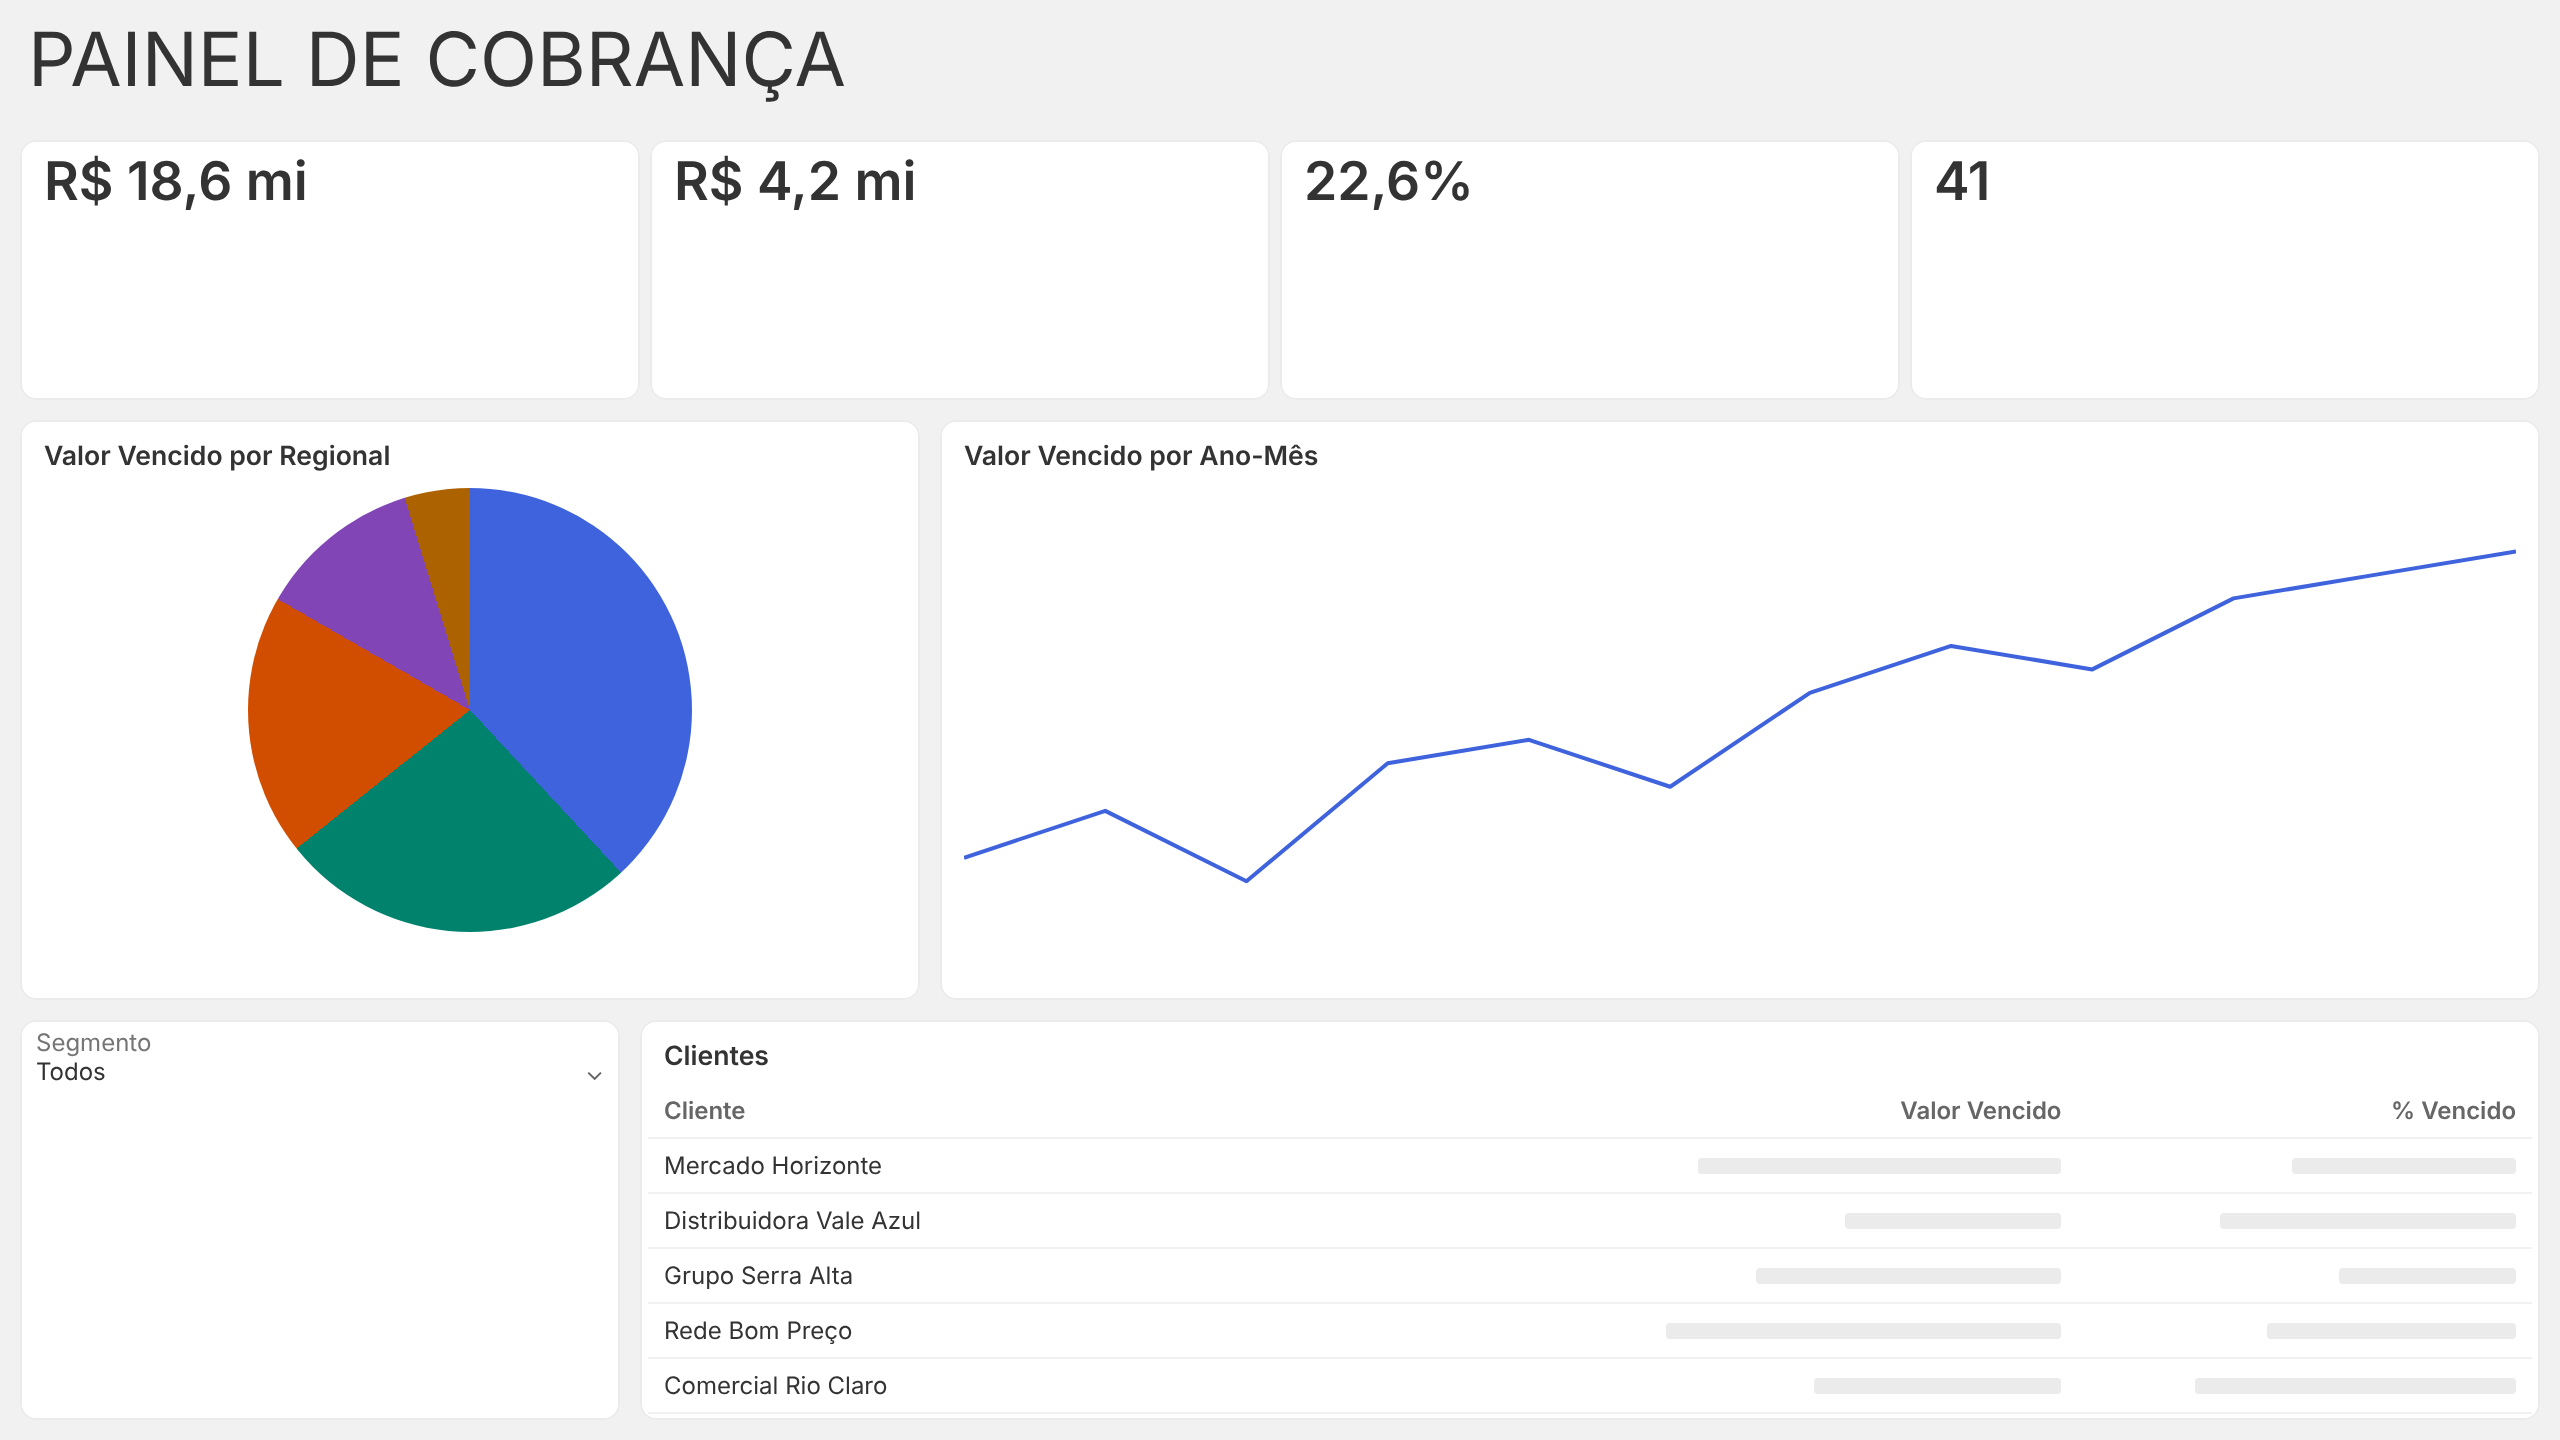 PAINEL DE COBRANÇA
R$ 18,6 mi
R$ 4,2 mi
22,6%
41
Valor Vencido por Regional
Valor Vencido por Ano-Mês
Segmento
Todos
Clientes
Cliente Valor Vencido % Vencido
Mercado Horizonte
Distribuidora Vale Azul
Grupo Serra Alta
Rede Bom Preço
Comercial Rio Claro